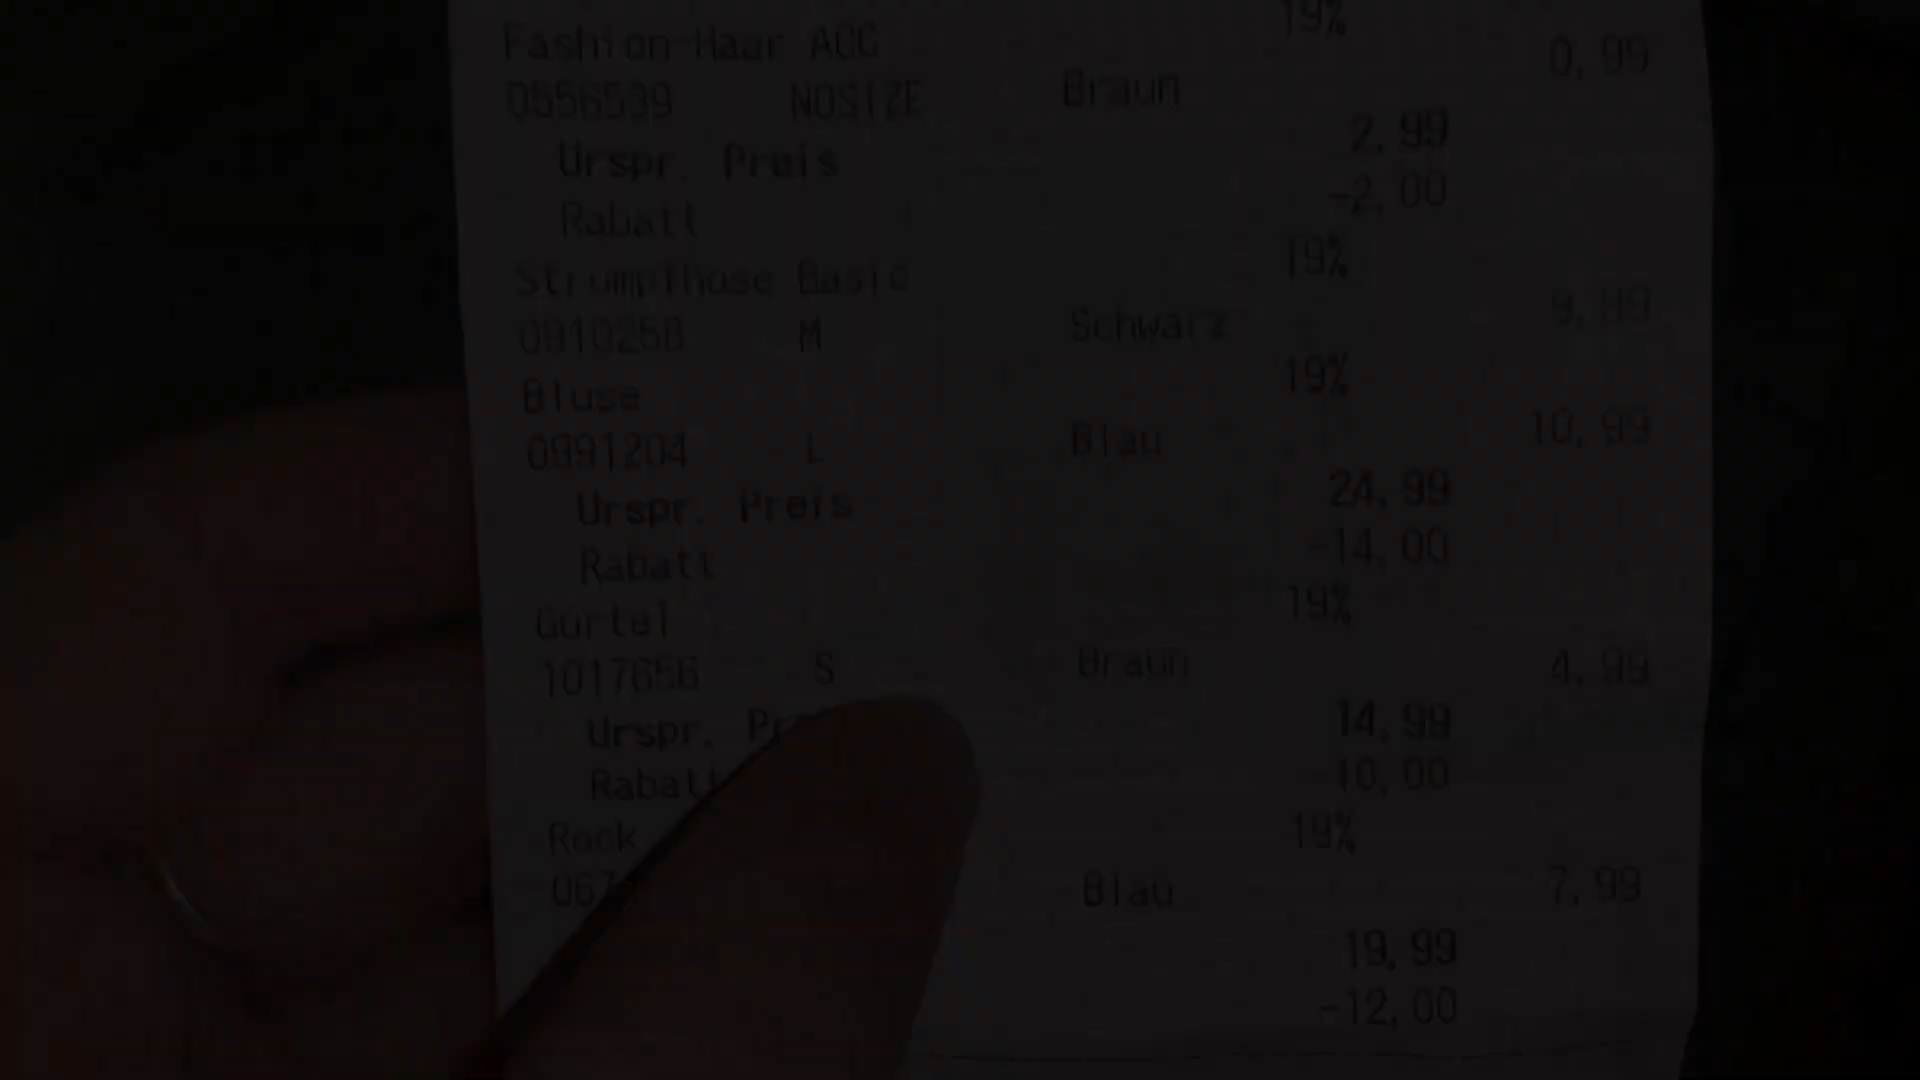 19%
Fashion-Haar ACC 0,99
0556539 NOSIZE Braun
Urspr. Preis 2,99
Rabatt -2,00
19%
Strumpfhose Basic
0910258 M Schwarz 9,99
19%
Bluse
0991204 L Blau 10,99
Urspr. Preis 24,99
Rabatt -14,00
19%
Gürtel
1017656 S Braun 4,99
Urspr. 14,99
Rabatt -10,00
19%
Rock
Blau 7,99
19,99
-12,00